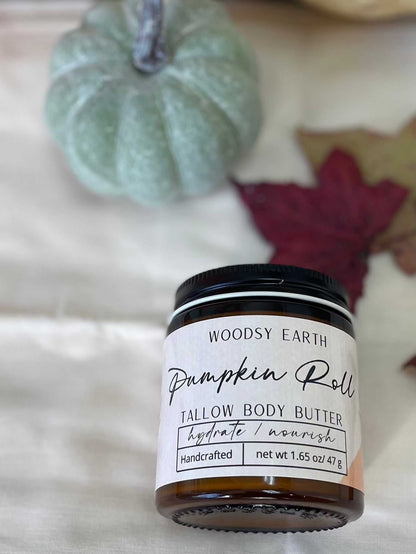 WOODSY EARTH
Pumpkin Roll
TALLOW BODY BUTTER
hydrate / nourish
Handcrafted
net wt 1.65 oz/ 47 g